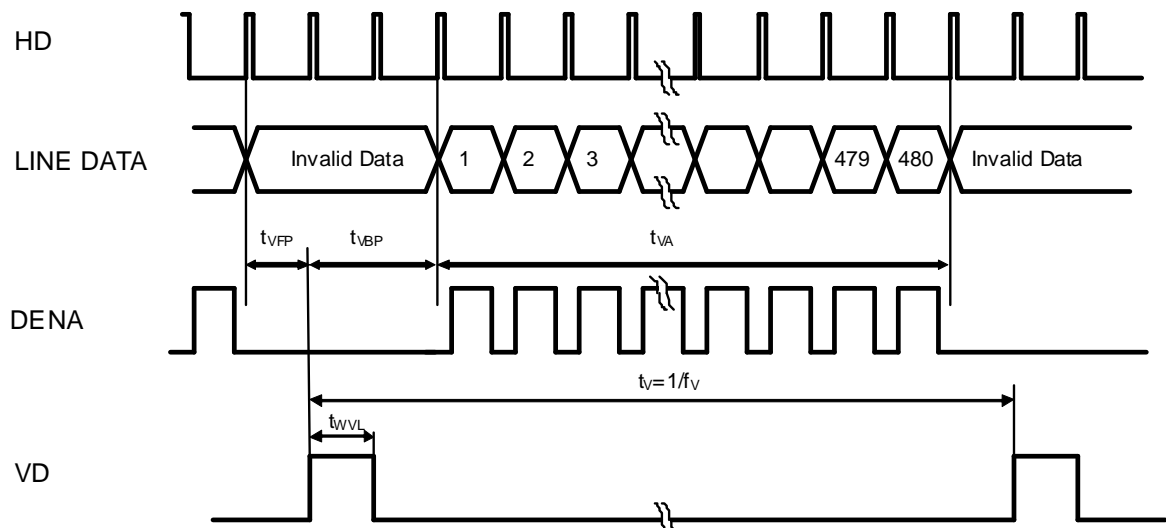 HD
LINE DATA
Invalid Data 1 2 3 479 480 Invalid Data
tVFP tVBP tVA
DENA
tV=1/fV
tWVL
VD